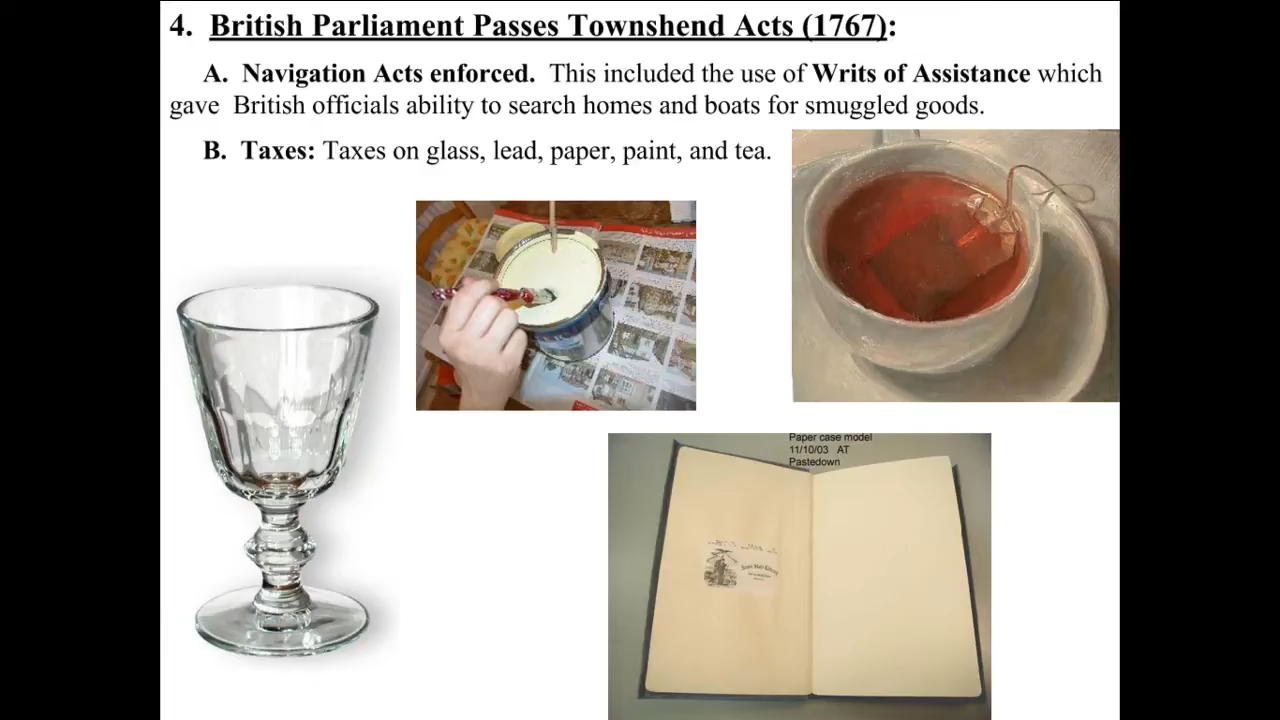 4. British Parliament Passes Townshend Acts (1767):
A. Navigation Acts enforced. This included the use of Writs of Assistance which
gave British officials ability to search homes and boats for smuggled goods.
B. Taxes: Taxes on glass, lead, paper, paint, and tea.
Paper case model
11/10/03 AT
Pastedown